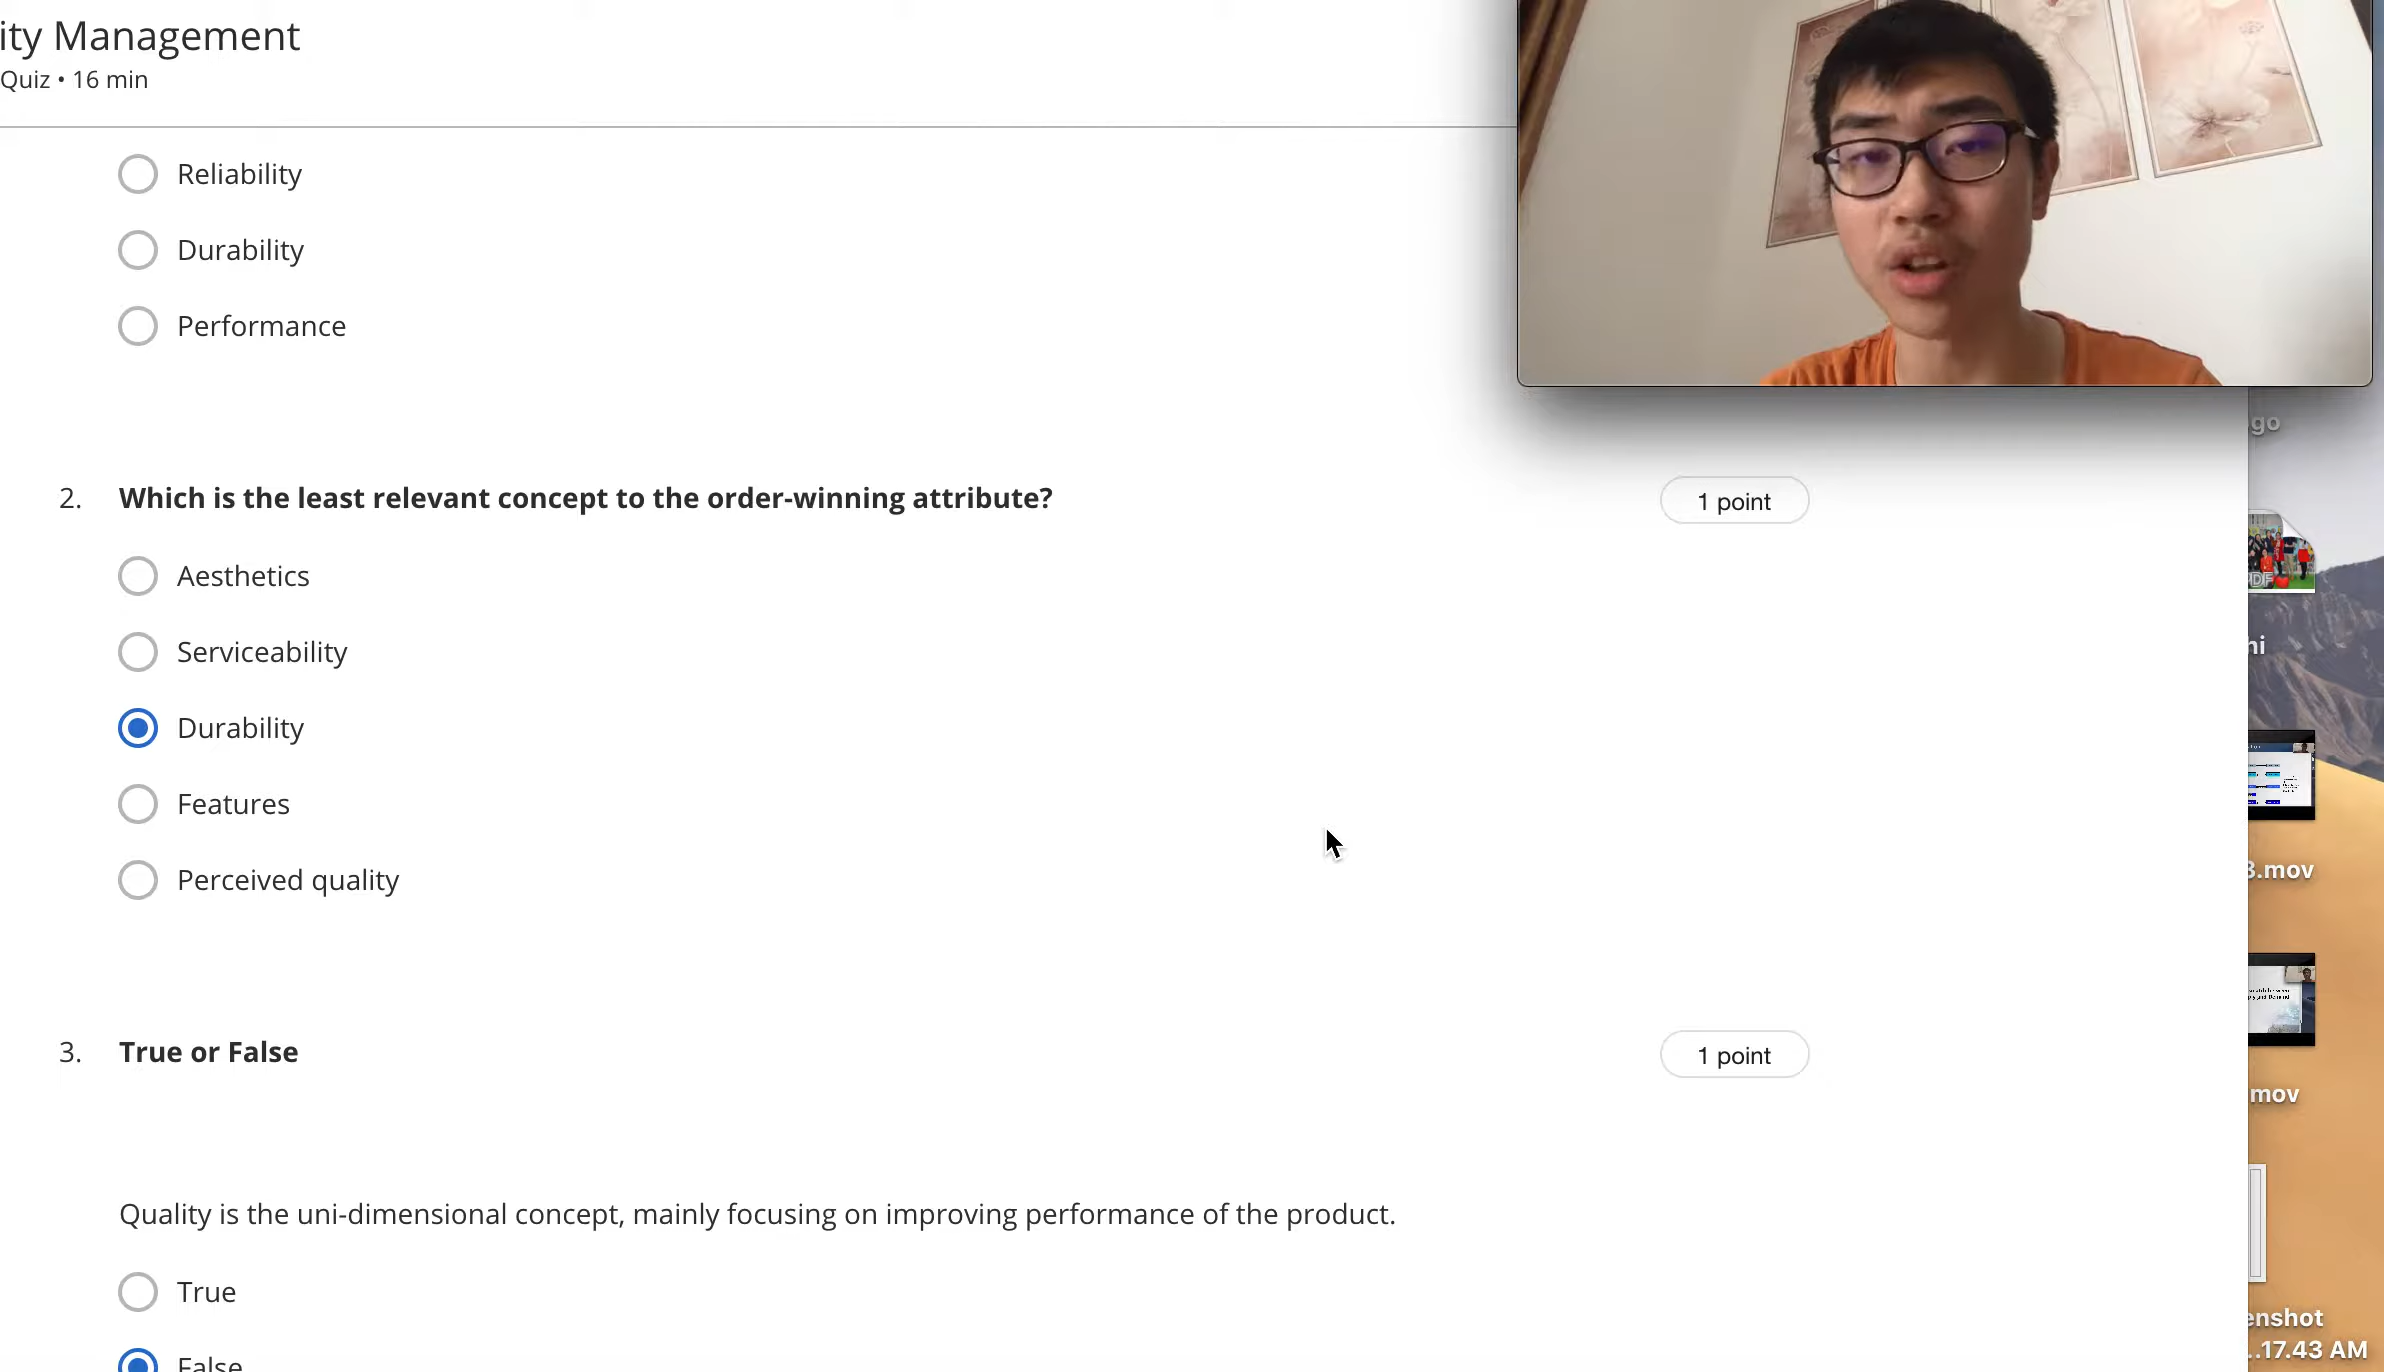 ity Management
Quiz • 16 min
Reliability
Durability
Performance
2. Which is the least relevant concept to the order-winning attribute?
1 point
Aesthetics
Serviceability
Durability
Features
Perceived quality
3. True or False
1 point
Quality is the uni-dimensional concept, mainly focusing on improving performance of the product.
True
False
go
PDF
hi
3.mov
mov
enshot
..17.43 AM